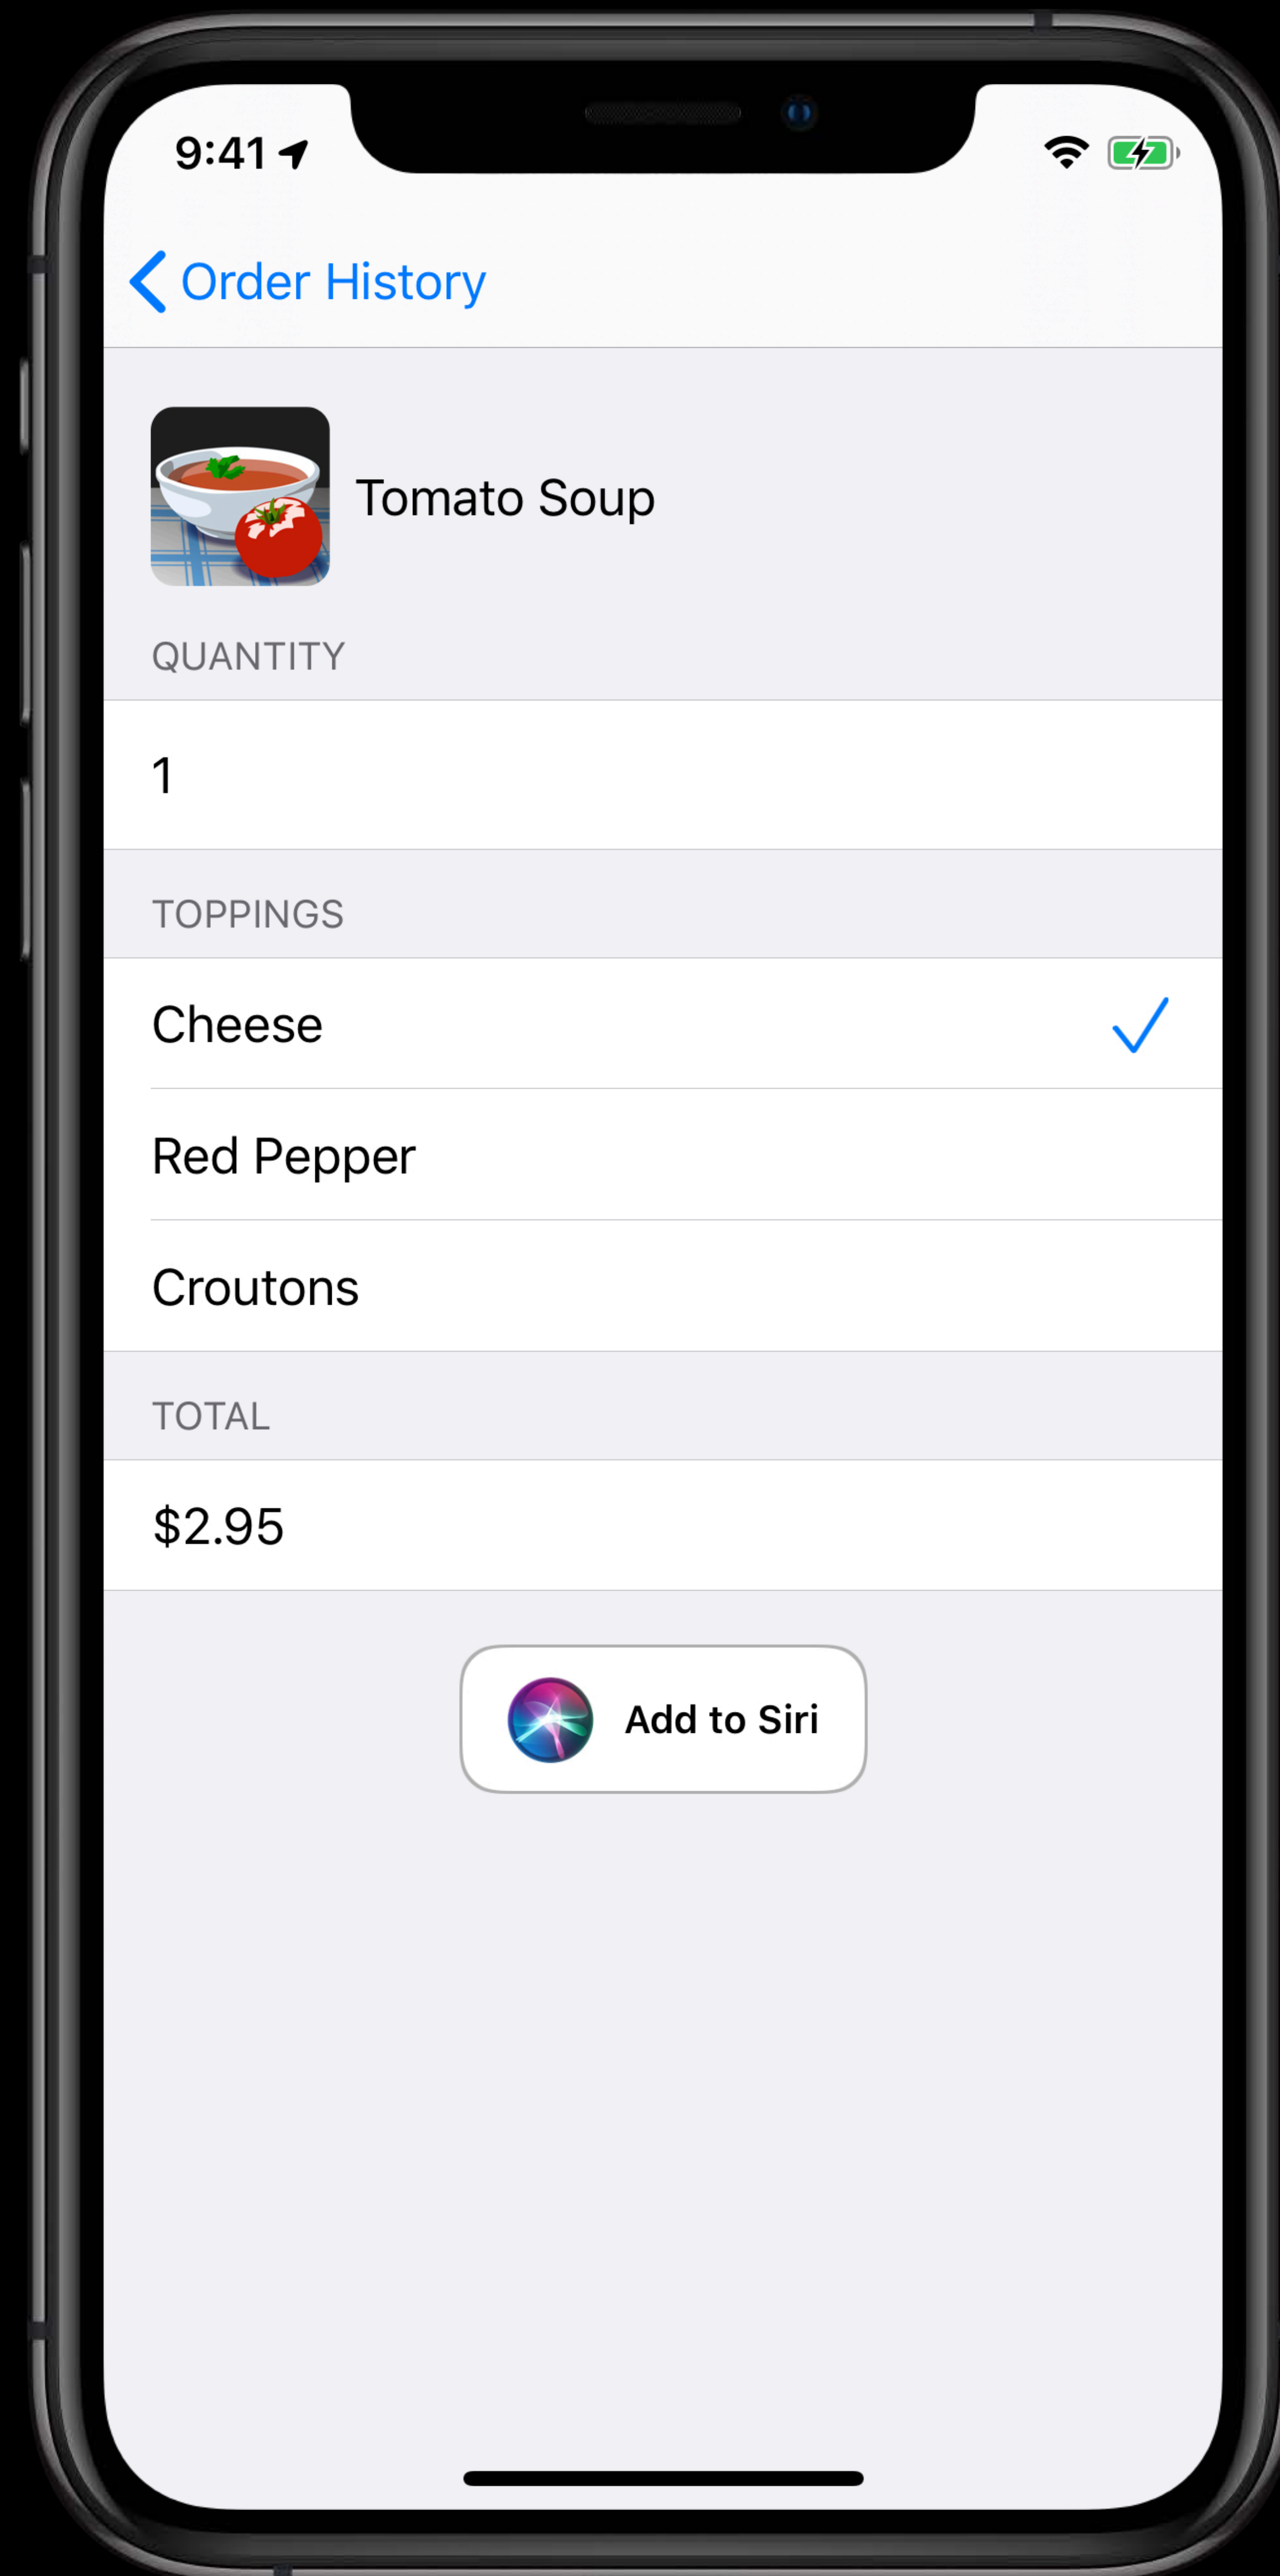 9:41
Order History
Tomato Soup
QUANTITY
1
TOPPINGS
Cheese
Red Pepper
Croutons
TOTAL
$2.95
Add to Siri